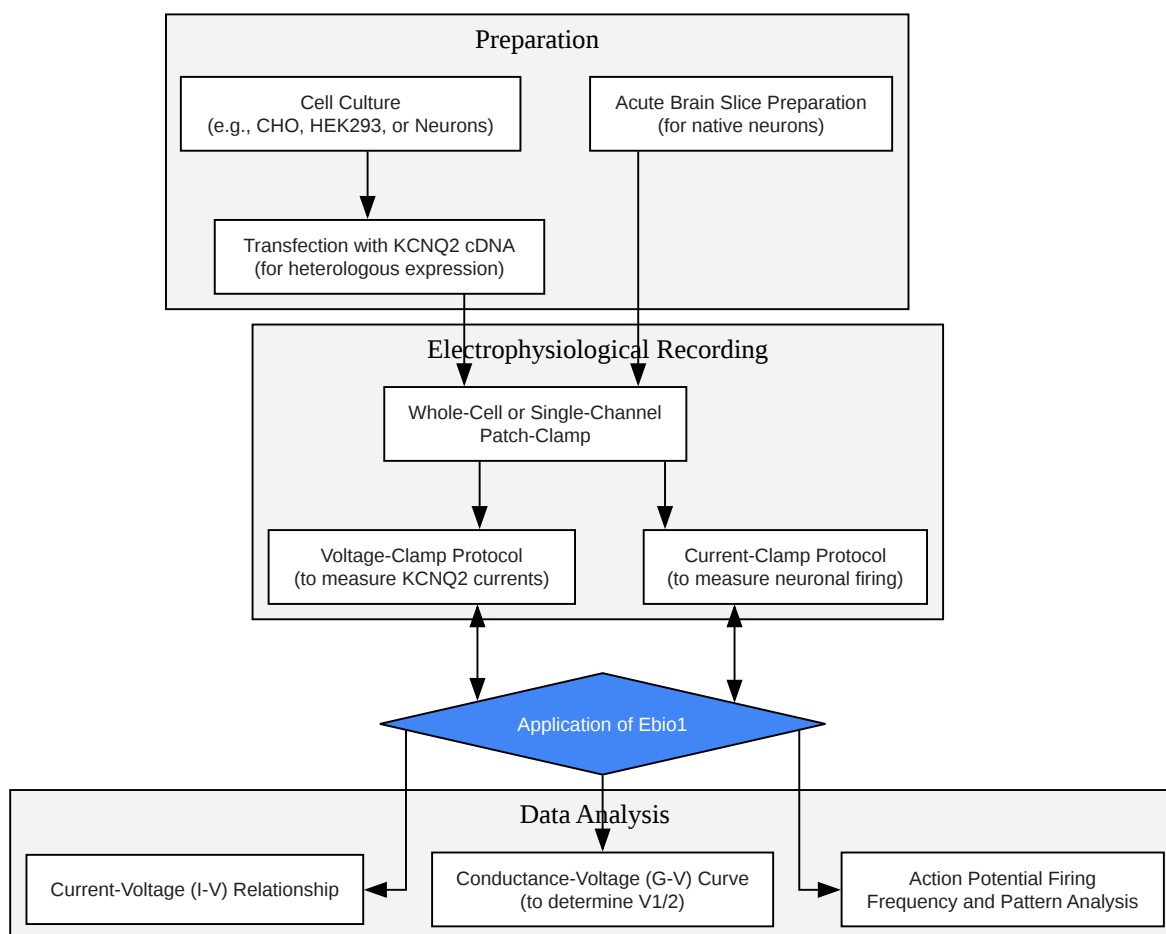 Preparation
Cell Culture
(e.g., CHO, HEK293, or Neurons)
Acute Brain Slice Preparation
(for native neurons)
Transfection with KCNQ2 cDNA
(for heterologous expression)
Electrophysiological Recording
Whole-Cell or Single-Channel
Patch-Clamp
Voltage-Clamp Protocol
(to measure KCNQ2 currents)
Current-Clamp Protocol
(to measure neuronal firing)
Application of Ebio1
Data Analysis
Current-Voltage (I-V) Relationship
Conductance-Voltage (G-V) Curve
(to determine V1/2)
Action Potential Firing
Frequency and Pattern Analysis